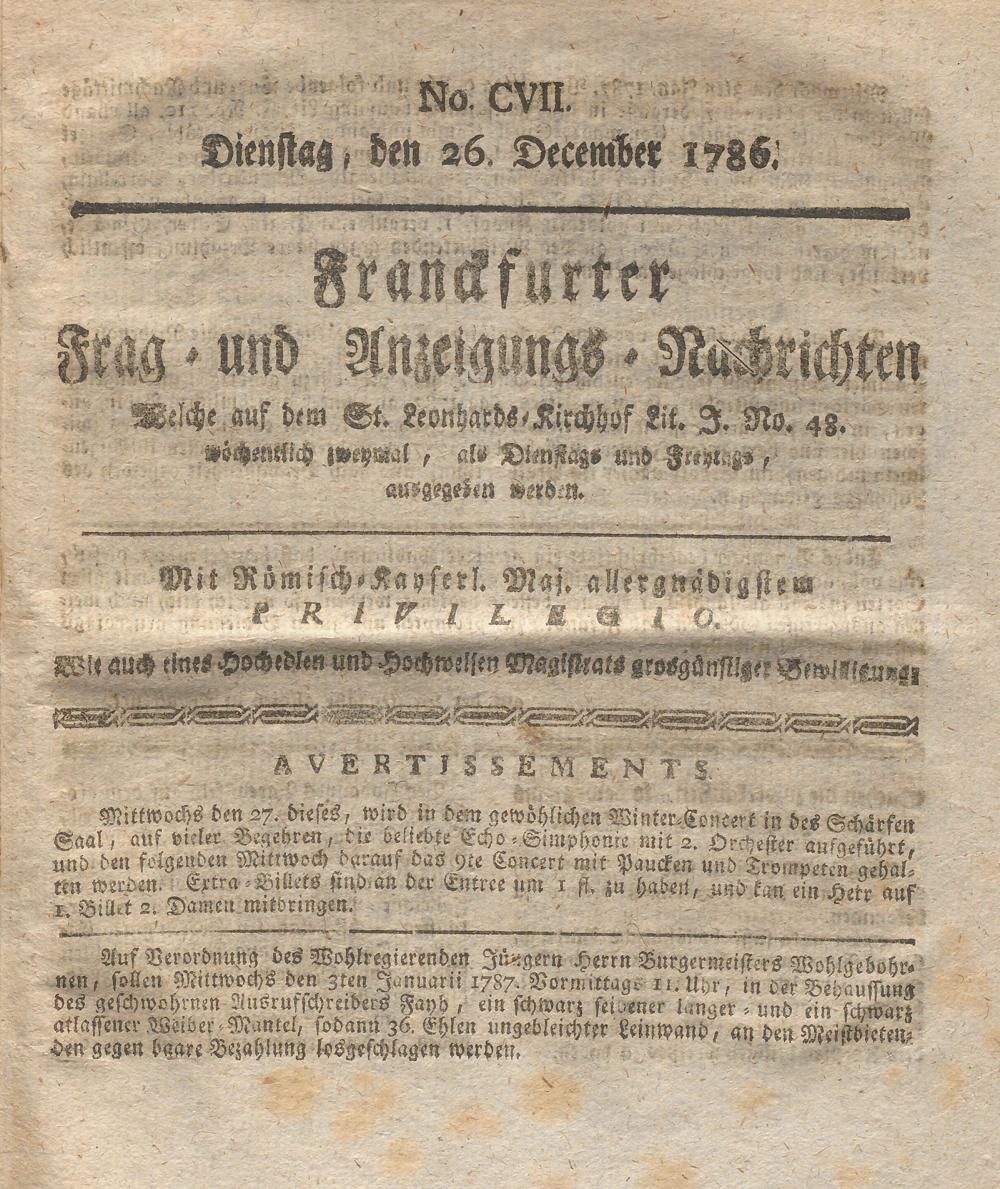 No. CVII.
Dienstag, den 26. December 1786.
Franckfurter
Frag- und Anzeigungs-Nachrichten
Welche auf dem St. Leonhards-Kirchhof Lit. J. No. 48.
wöchentlich zweymal, als Dienstags und Freytags,
ausgegeben werden.
Mit Römisch-Kayserl. Maj. allergnädigstem
PRIVILEGIO.
Wie auch eines Hochedlen und Hochweisen Magistrats grosgünstiger Bewilligung.
AVERTISSEMENTS
Mittwochs den 27. dieses, wird in dem gewöhlichen Winter-Concert in des Schärfen
Saal, auf vieler Begehren, die beliebte Echo-Simphonie mit 2. Orchester aufgeführt,
und den folgenden Mittwoch darauf das 9te Concert mit Paucken und Trompeten gehal-
ten werden. Extra-Billets sind an der Entree um 1 fl. zu haben, und kan ein Herr auf
1. Billet 2. Damen mitbringen.
Auf Verordnung des Wohlregierenden Jüngern Herrn Burgermeisters Wohlgebohr-
nen, sollen Mittwochs den 3ten Januarii 1787. Vormittags 11. Uhr, in der Behaussung
des geschwohrnen Ausrufschreibers Fayh, ein schwarz seidener langer- und ein schwarz
atlassener Weiber-Mantel, sodann 36. Ehlen ungebleichter Leinwand, an den Meistbieten-
den gegen baare Bezahlung losgeschlagen werden.